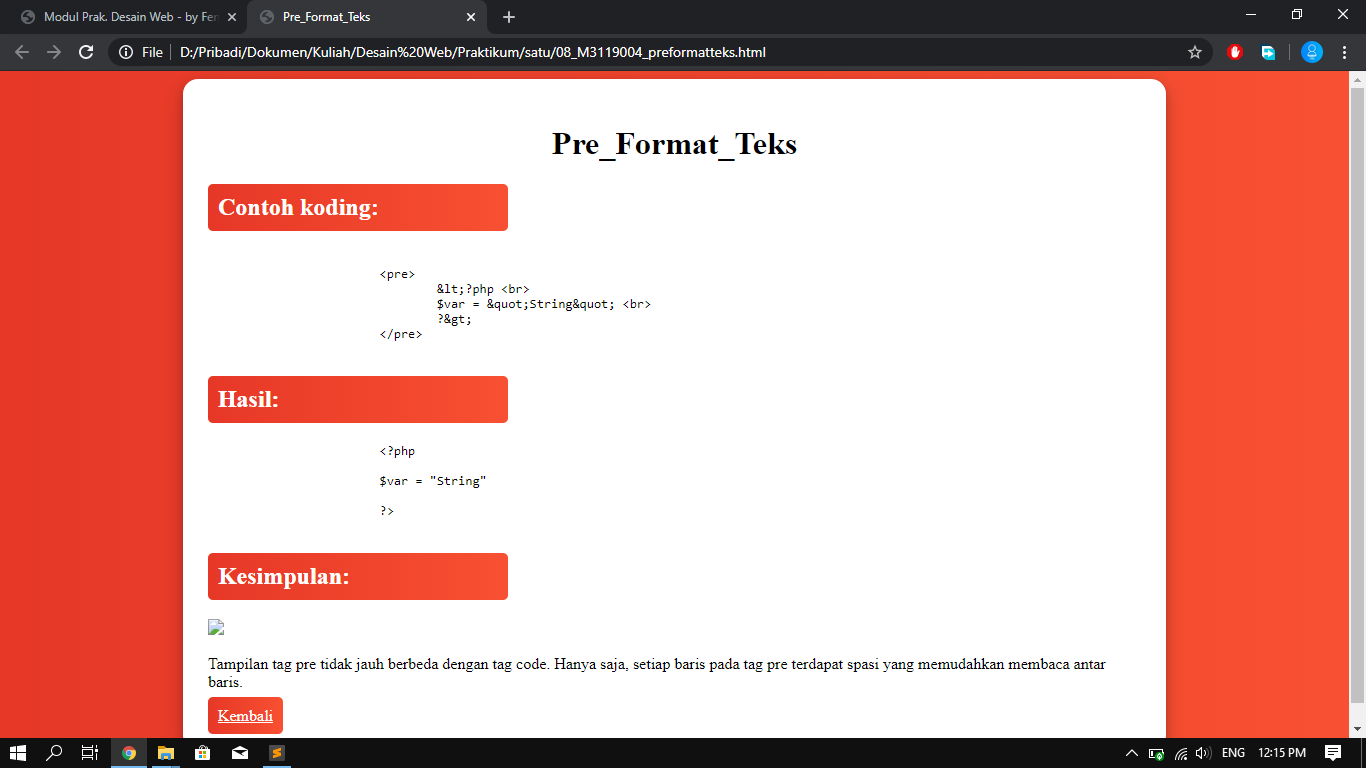 Modul Prak. Desain Web - by Fer
Pre_Format_Teks
File
D:/Pribadi/Dokumen/Kuliah/Desain%20Web/Praktikum/satu/08_M3119004_preformatteks.html
Pre_Format_Teks
Contoh koding:
<pre>
&lt;?php <br>
$var = &quot;String&quot; <br>
?&gt;
</pre>
Hasil:
<?php
$var = "String"
?>
Kesimpulan:
Tampilan tag pre tidak jauh berbeda dengan tag code. Hanya saja, setiap baris pada tag pre terdapat spasi yang memudahkan membaca antar
baris.
Kembali
ENG
12:15 PM